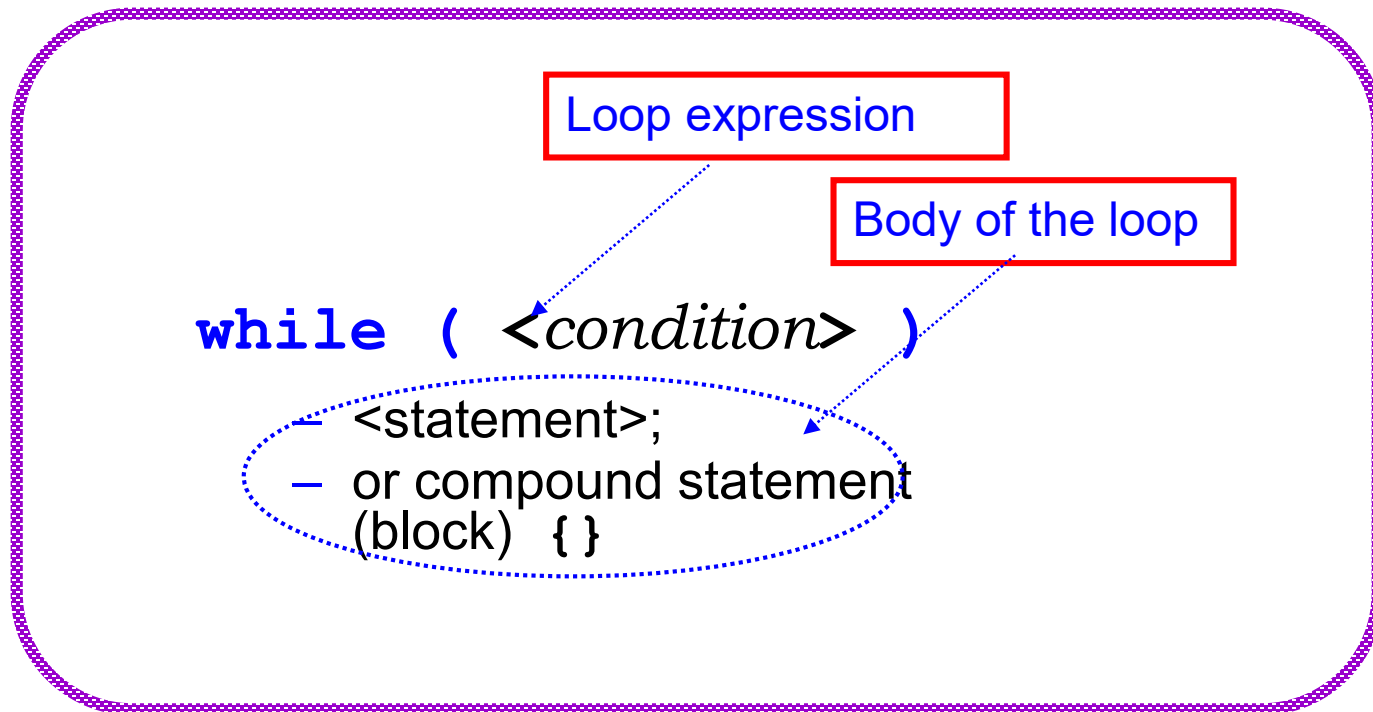 Loop expression
Body of the loop
while ( <condition> )
– <statement>;
– or compound statement
(block) {}